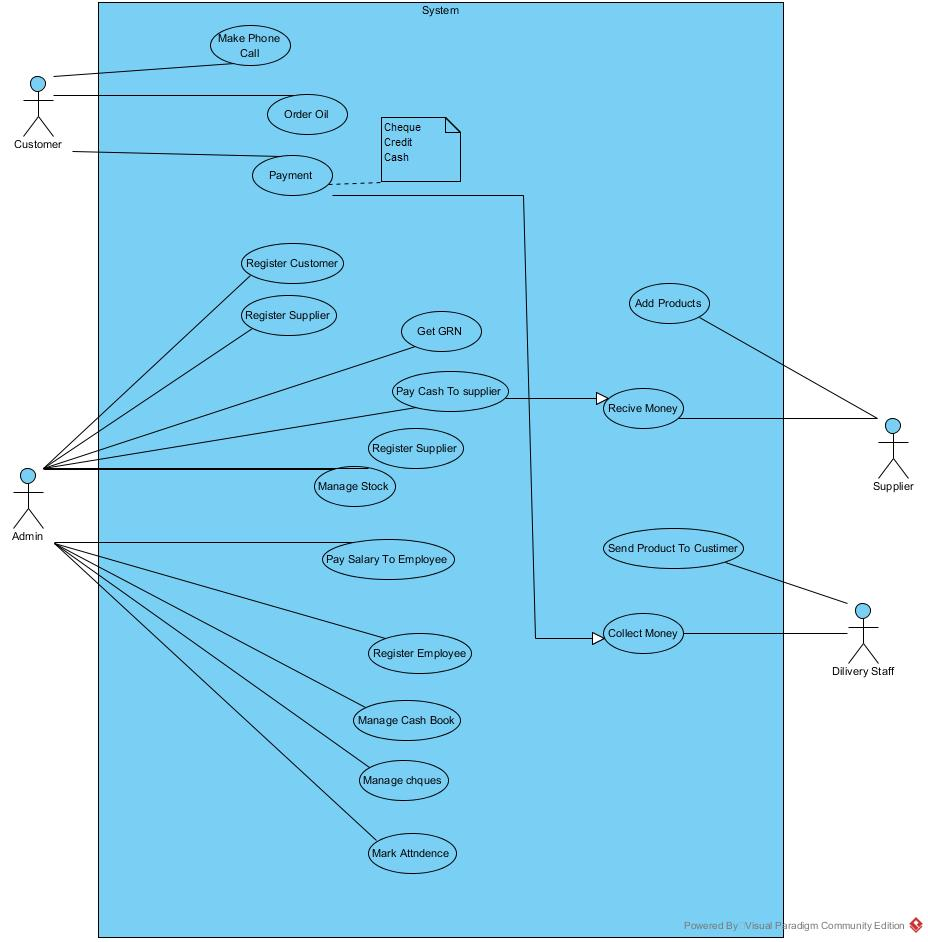 System
Make Phone
Call
Order Oil
Customer
Cheque
Credit
Cash
Payment
Register Customer
Register Supplier
Get GRN
Add Products
Pay Cash To supplier
Recive Money
Register Supplier
Manage Stock
Supplier
Admin
Pay Salary To Employee
Send Product To Custimer
Register Employee
Collect Money
Dilivery Staff
Manage Cash Book
Manage chques
Mark Attndence
Powered By Visual Paradigm Community Edition